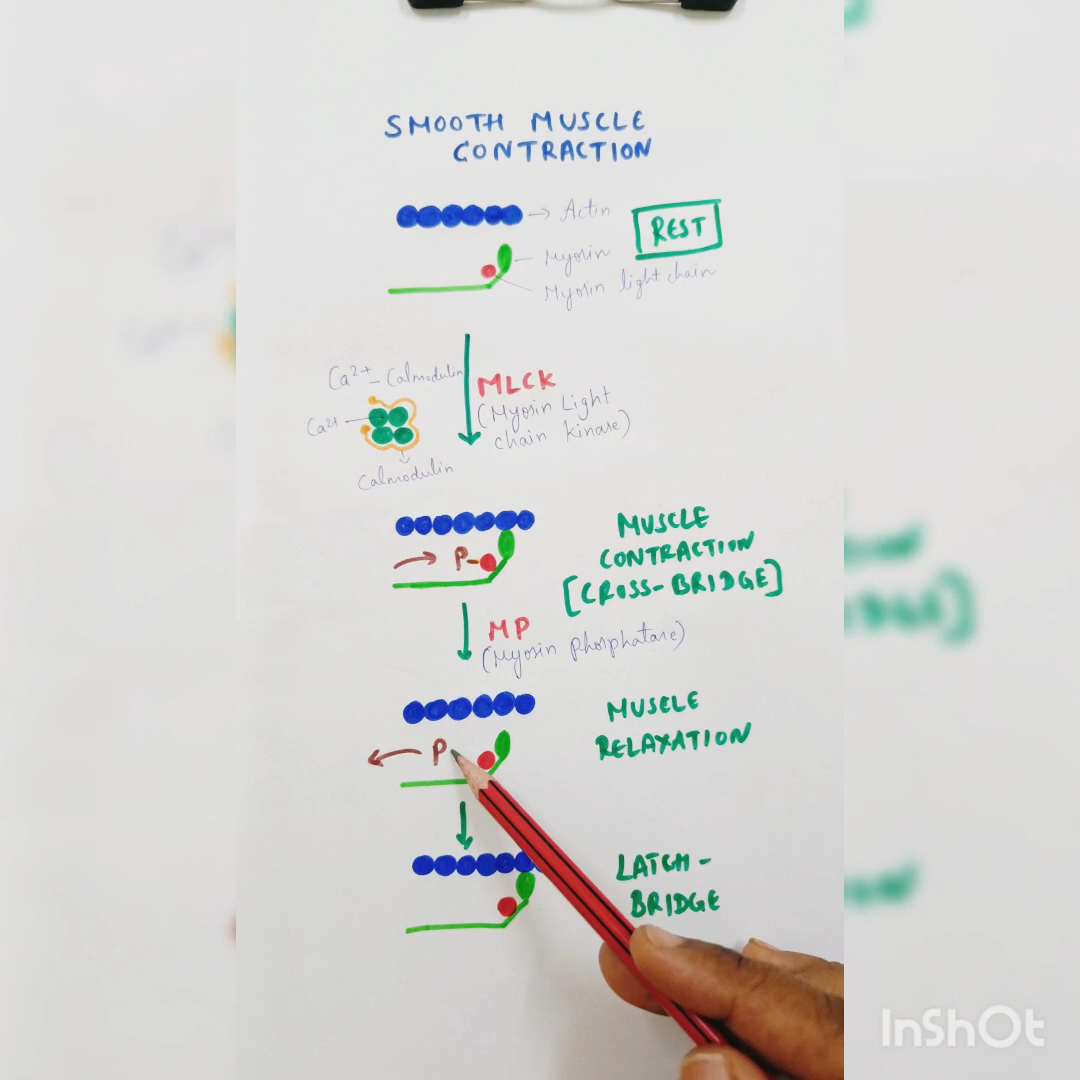 SMOOTH MUSCLE
CONTRACTION
Actin
REST
Myosin
Myosin light chain
Ca2+ - Calmodulin
MLCK
(Myosin Light
chain kinase)
Ca2+
Calmodulin
MUSCLE
CONTRACTION
[CROSS-BRIDGE]
P-
MP
(Myosin phosphatase)
MUSCLE
RELAXATION
P
LATCH-
BRIDGE
InShOt